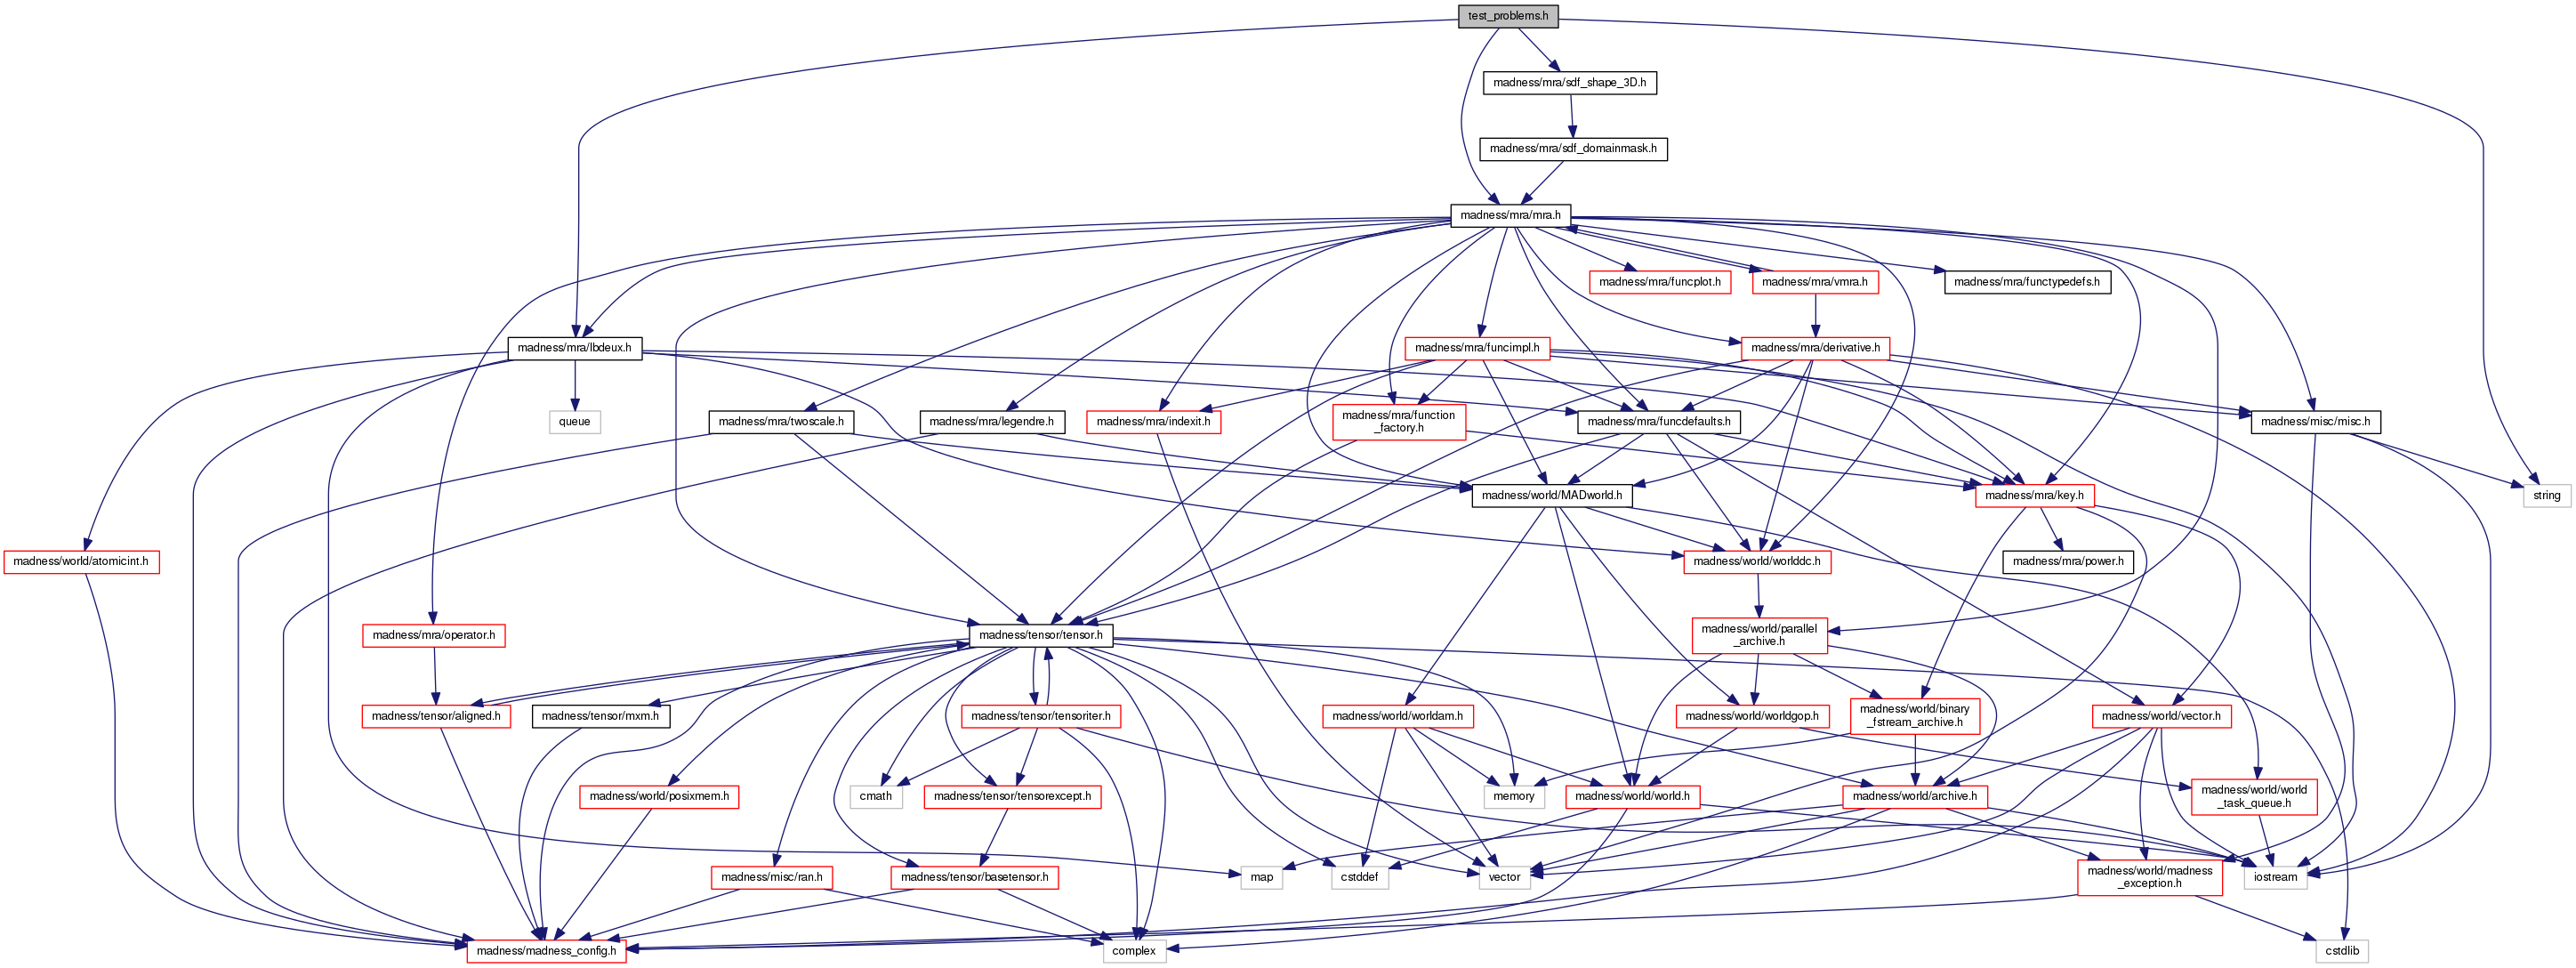 test_problems.h
madness/mra/sdf_shape_3D.h
madness/mra/sdf_domainmask.h
madness/mra/mra.h
madness/mra/funcplot.h
madness/mra/vmra.h
madness/mra/functypedefs.h
madness/mra/lbdeux.h
madness/mra/funcimpl.h
madness/mra/derivative.h
queue
madness/mra/twoscale.h
madness/mra/legendre.h
madness/mra/indexit.h
madness/mra/function
_factory.h
madness/mra/funcdefaults.h
madness/misc/misc.h
madness/world/MADworld.h
madness/mra/key.h
string
madness/world/atomicint.h
madness/world/worlddc.h
madness/mra/power.h
madness/mra/operator.h
madness/tensor/tensor.h
madness/world/parallel
_archive.h
madness/tensor/aligned.h
madness/tensor/mxm.h
madness/tensor/tensoriter.h
madness/world/worldam.h
madness/world/worldgop.h
madness/world/binary
_fstream_archive.h
madness/world/vector.h
madness/world/posixmem.h
cmath
madness/tensor/tensorexcept.h
memory
madness/world/world.h
madness/world/archive.h
madness/world/world
_task_queue.h
madness/misc/ran.h
madness/tensor/basetensor.h
map
cstddef
vector
madness/world/madness
_exception.h
iostream
madness/madness_config.h
complex
cstdlib